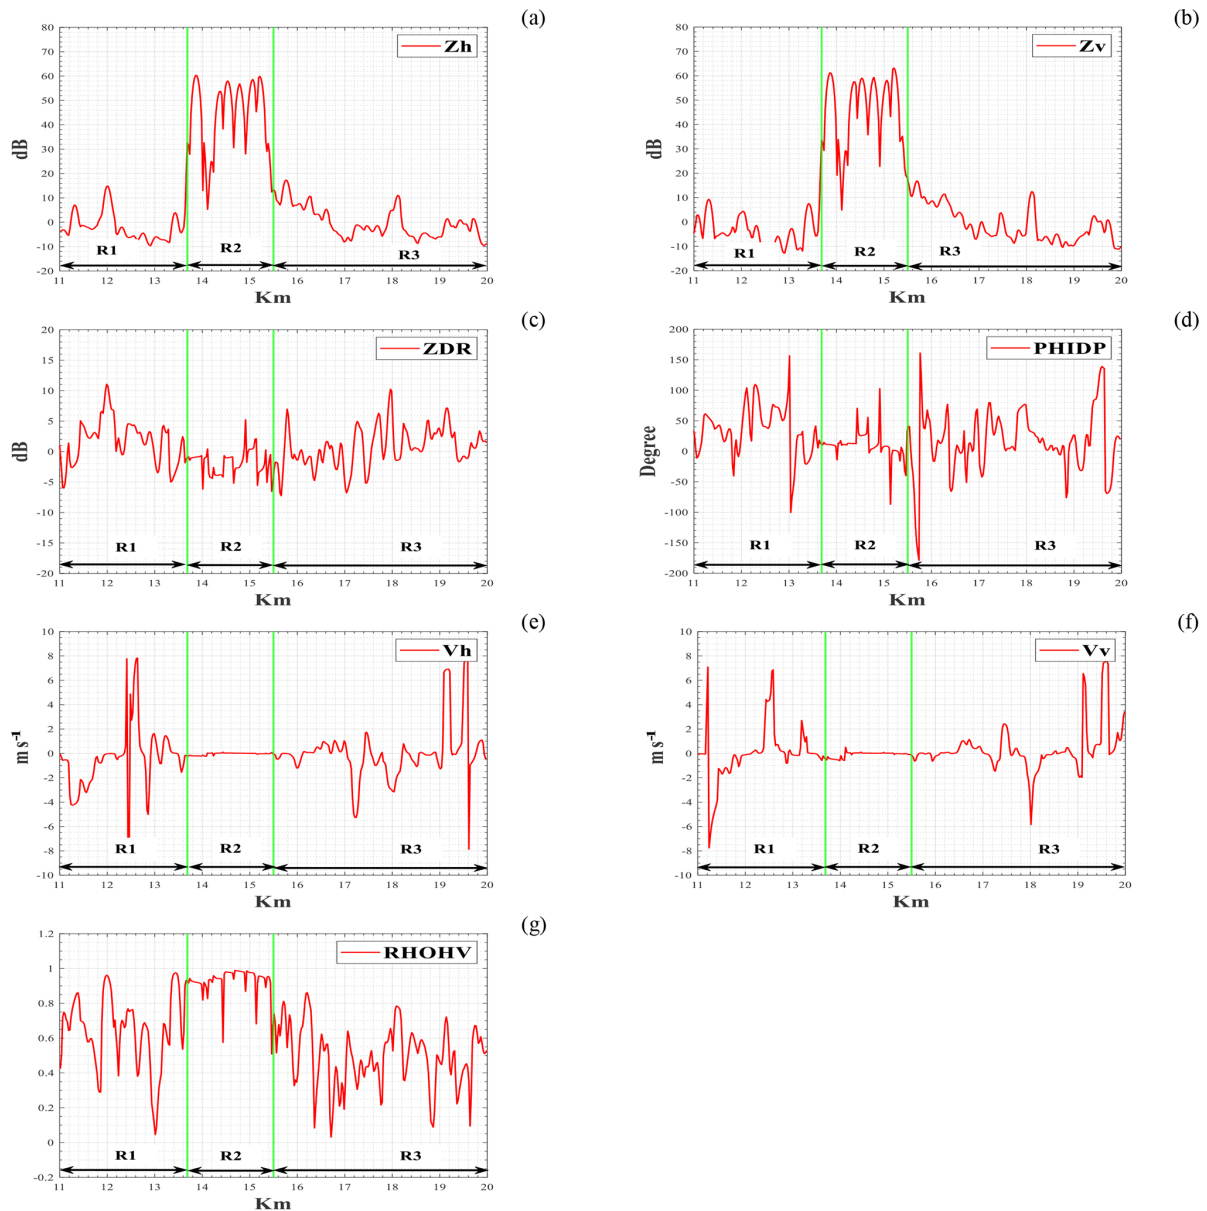 (a)
Zh
80
70
60
50
40
30
20
10
0
-10
-20
dB
R1
R2
R3
11 12 13 14 15 16 17 18 19 20
Km
(b)
Zv
80
70
60
50
40
30
20
10
0
-10
-20
dB
R1
R2
R3
11 12 13 14 15 16 17 18 19 20
Km
(c)
ZDR
20
15
10
5
0
-5
-10
-15
-20
dB
R1
R2
R3
11 12 13 14 15 16 17 18 19 20
Km
(d)
PHIDP
200
150
100
50
0
-50
-100
-150
-200
Degree
R1
R2
R3
11 12 13 14 15 16 17 18 19 20
Km
(e)
Vh
10
8
6
4
2
0
-2
-4
-6
-8
-10
m s-1
R1
R2
R3
11 12 13 14 15 16 17 18 19 20
Km
(f)
Vv
10
8
6
4
2
0
-2
-4
-6
-8
-10
m s-1
R1
R2
R3
11 12 13 14 15 16 17 18 19 20
Km
(g)
RHOHV
1.2
1
0.8
0.6
0.4
0.2
0
-0.2
R1
R2
R3
11 12 13 14 15 16 17 18 19 20
Km